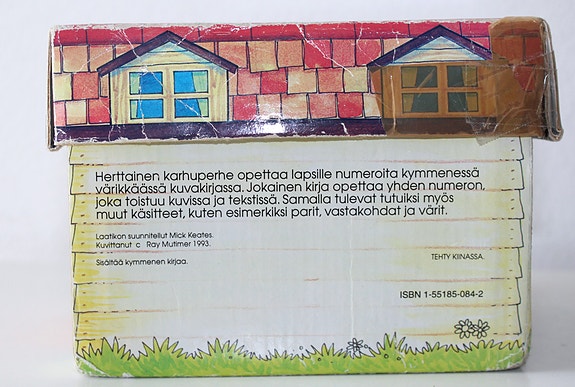 Herttainen karhuperhe opettaa lapsille numeroita kymmenessä
värikkäässä kuvakirjassa. Jokainen kirja opettaa yhden numeron,
joka toistuu kuvissa ja tekstissä. Samalla tulevat tutuiksi myös
muut käsitteet, kuten esimerkiksi parit, vastakohdat ja värit.
Laatikon suunnitellut Mick Keates.
Kuvittanut c Ray Mutimer 1993.
Sisältää kymmenen kirjaa.
TEHTY KIINASSA.
ISBN 1-55185-084-2